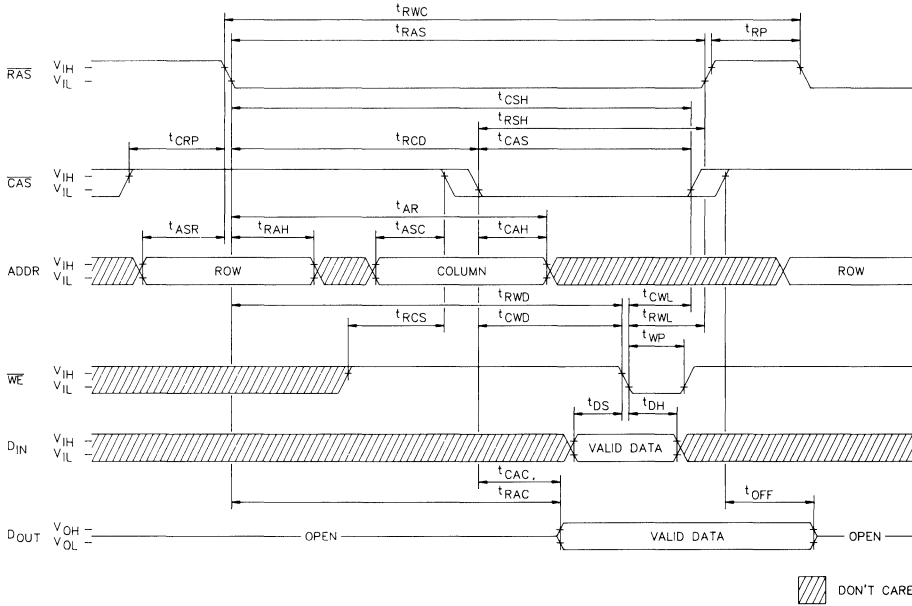 tRWC
tRAS
tRP
RAS VIH
VIL
tCSH
tRSH
tCRP
tRCD
tCAS
CAS VIH
VIL
tAR
tASR
tRAH
tASC
tCAH
ADDR VIH
VIL
ROW
COLUMN
ROW
tRWD
tCWL
tRCS
tCWD
tRWL
tWP
WE VIH
VIL
tDS
tDH
DIN VIH
VIL
VALID DATA
tCAC,
tRAC
tOFF
DOUT VOH
VOL
OPEN
VALID DATA
OPEN
DON'T CARE